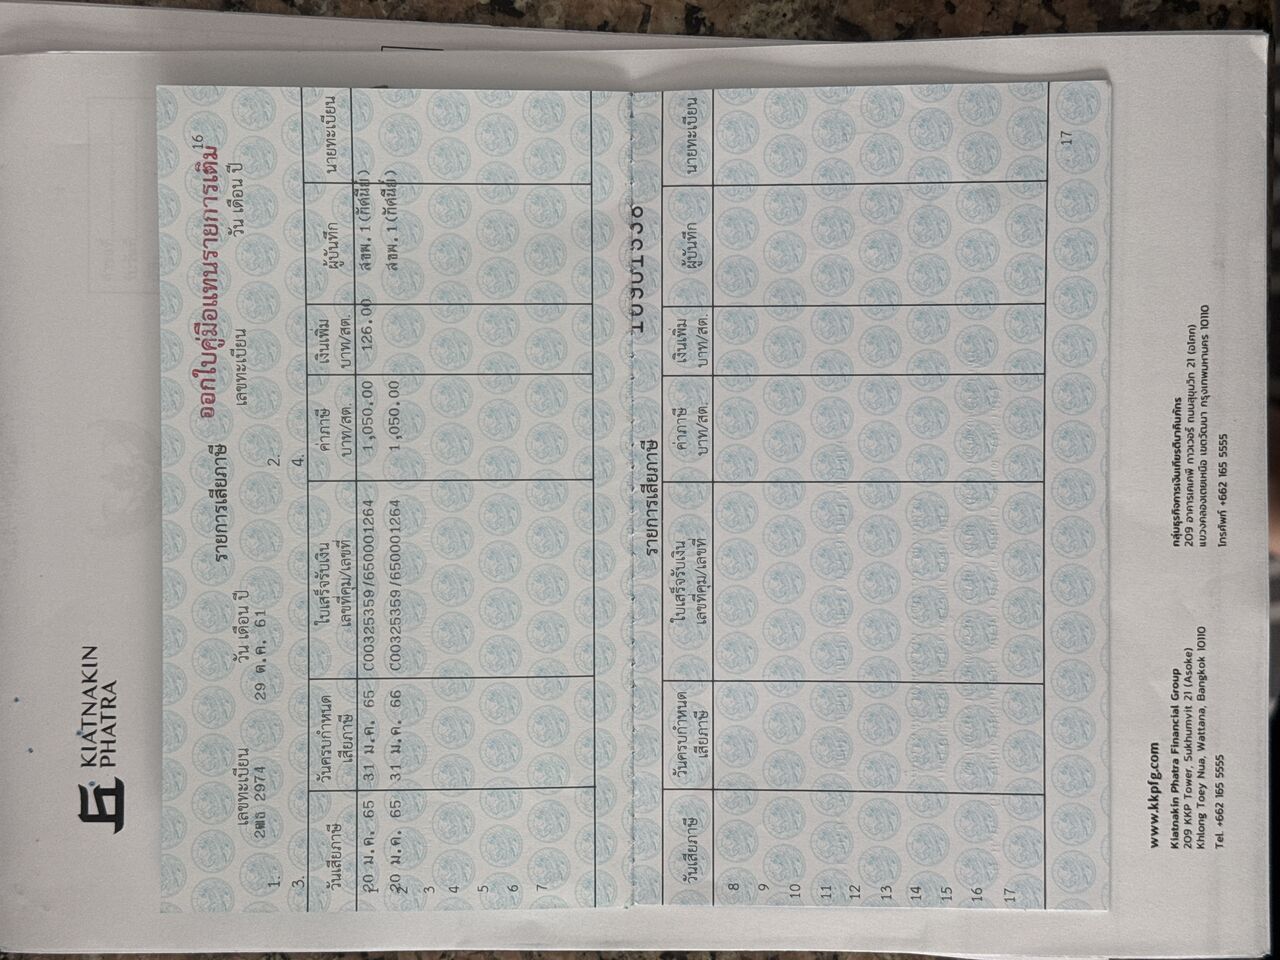 KIATNAKIN
PHATRA
16
รายการเสียภาษี ออกใบคู่มือแทนรายการเดิม
เลขทะเบียน วัน เดือน ปี เลขทะเบียน วัน เดือน ปี
1. 2974 29 ต.ค. 61 2.
3. 4.
วันเสียภาษี วันครบกำหนด เสียภาษี ใบเสร็จรับเงิน เลขที่คุม/เลขที่ ค่าภาษี บาท/สต. เงินเพิ่ม บาท/สต. ผู้บันทึก นายทะเบียน
20 ม.ค. 65 31 ม.ค. 65 C00325359/650001264 1,050.00 126.00 สขพ.1
20 ม.ค. 65 31 ม.ค. 66 C00325359/650001264 1,050.00 สขพ.1
3
4
5
6
7
รายการเสียภาษี
วันเสียภาษี วันครบกำหนด เสียภาษี ใบเสร็จรับเงิน เลขที่คุม/เลขที่ ค่าภาษี บาท/สต. เงินเพิ่ม บาท/สต. ผู้บันทึก นายทะเบียน
8
9
10
11
12
13
14
15
16
17
17
www.kkpfg.com
Kiatnakin Phatra Financial Group
209 KKP Tower, Sukhumvit 21 (Asoke)
Khlong Toey Nua, Wattana, Bangkok 10110
Tel. +662 165 5555
กลุ่มธุรกิจการเงินเกียรตินาคินภัทร
209 อาคารเคเคพี ทาวเวอร์ ถนนสุขุมวิท 21 (อโศก)
แขวงคลองเตยเหนือ เขตวัฒนา กรุงเทพมหานคร 10110
โทรศัพท์ +662 165 5555